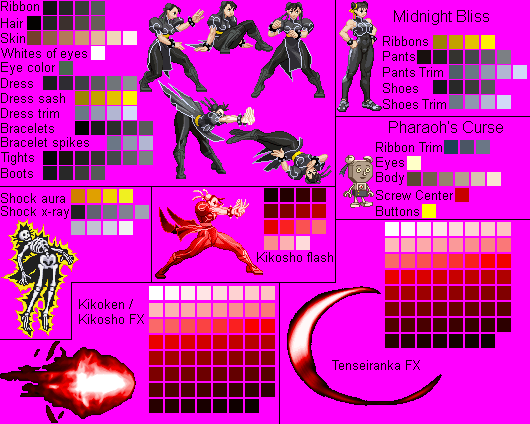 Ribbon
Hair
Skin
Whites of eyes
Eye color
Dress
Dress sash
Dress trim
Bracelets
Bracelet spikes
Tights
Boots
Midnight Bliss
Ribbons
Pants
Pants Trim
Shoes
Shoes Trim
Pharaoh's Curse
Ribbon Trim
Eyes
Body
Screw Center
Buttons
Shock aura
Shock x-ray
Kikosho flash
Kikoken /
Kikosho FX
Tenseiranka FX